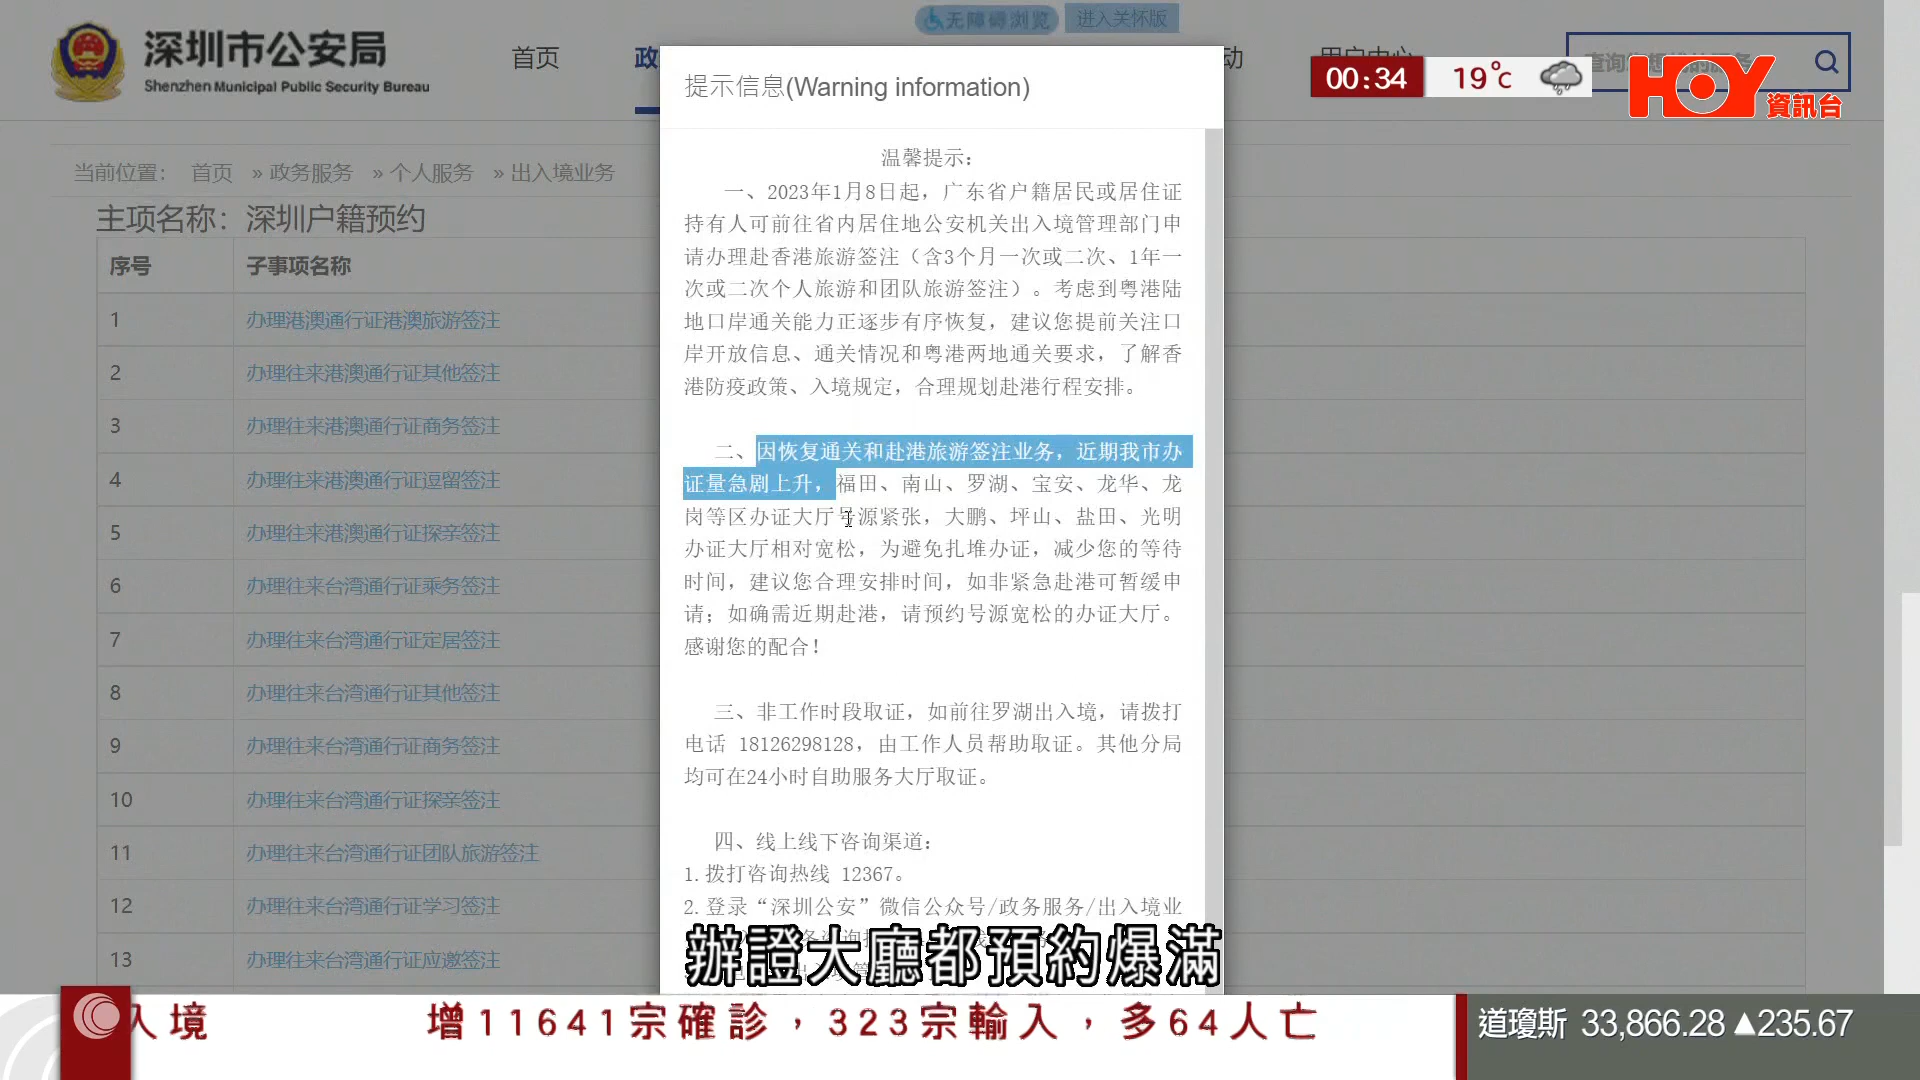 无障碍浏览
进入关怀版
深圳市公安局
Shenzhen Municipal Public Security Bureau
首页
政
动
用户中心
00:34
19℃
HOY
資訊台
当前位置： 首页 » 政务服务 » 个人服务 » 出入境业务
主项名称： 深圳户籍预约
序号 子事项名称
1 办理港澳通行证港澳旅游签注
2 办理往来港澳通行证其他签注
3 办理往来港澳通行证商务签注
4 办理往来港澳通行证逗留签注
5 办理往来港澳通行证探亲签注
6 办理往来台湾通行证乘务签注
7 办理往来台湾通行证定居签注
8 办理往来台湾通行证其他签注
9 办理往来台湾通行证商务签注
10 办理往来台湾通行证探亲签注
11 办理往来台湾通行证团队旅游签注
12 办理往来台湾通行证学习签注
13 办理往来台湾通行证应邀签注
提示信息(Warning information)
温馨提示：
一、2023年1月8日起，广东省户籍居民或居住证
持有人可前往省内居住地公安机关出入境管理部门申
请办理赴香港旅游签注（含3个月一次或二次、1年一
次或二次个人旅游和团队旅游签注）。考虑到粤港陆
地口岸通关能力正逐步有序恢复，建议您提前关注口
岸开放信息、通关情况和粤港两地通关要求，了解香
港防疫政策、入境规定，合理规划赴港行程安排。
二、因恢复通关和赴港旅游签注业务，近期我市办
证量急剧上升，福田、南山、罗湖、宝安、龙华、龙
岗等区办证大厅号源紧张，大鹏、坪山、盐田、光明
办证大厅相对宽松，为避免扎堆办证，减少您的等待
时间，建议您合理安排时间，如非紧急赴港可暂缓申
请；如确需近期赴港，请预约号源宽松的办证大厅。
感谢您的配合！
三、非工作时段取证，如前往罗湖出入境，请拨打
电话 18126298128，由工作人员帮助取证。其他分局
均可在24小时自助服务大厅取证。
四、线上线下咨询渠道：
1.拨打咨询热线 12367。
2.登录“深圳公安”微信公众号/政务服务/出入境业
辦證大廳都預約爆滿
入境 增11641宗確診，323宗輸入，多64人亡
道瓊斯 33,866.28 ▲235.67